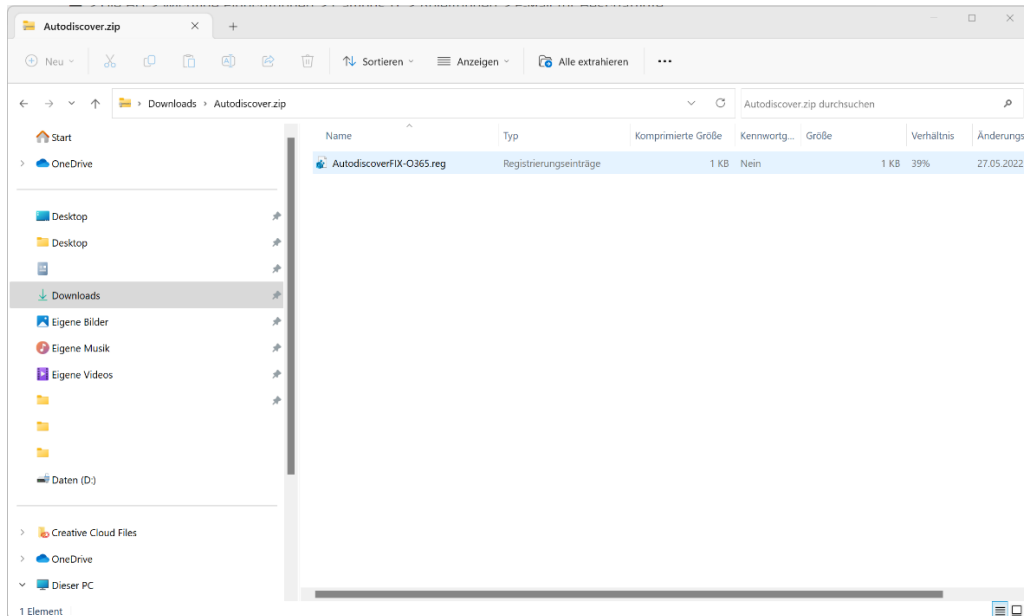 Autodiscover.zip
Neu
Sortieren
Anzeigen
Alle extrahieren
Downloads
Autodiscover.zip
Autodiscover.zip durchsuchen
Start
OneDrive
Desktop
Desktop
Downloads
Eigene Bilder
Eigene Musik
Eigene Videos
Daten (D:)
Creative Cloud Files
OneDrive
Dieser PC
Name Typ Komprimierte Größe Kennwortg... Größe Verhältnis Änderungs
AutodiscoverFIX-O365.reg Registrierungseinträge 1 KB Nein 1 KB 39% 27.05.2022
1 Element